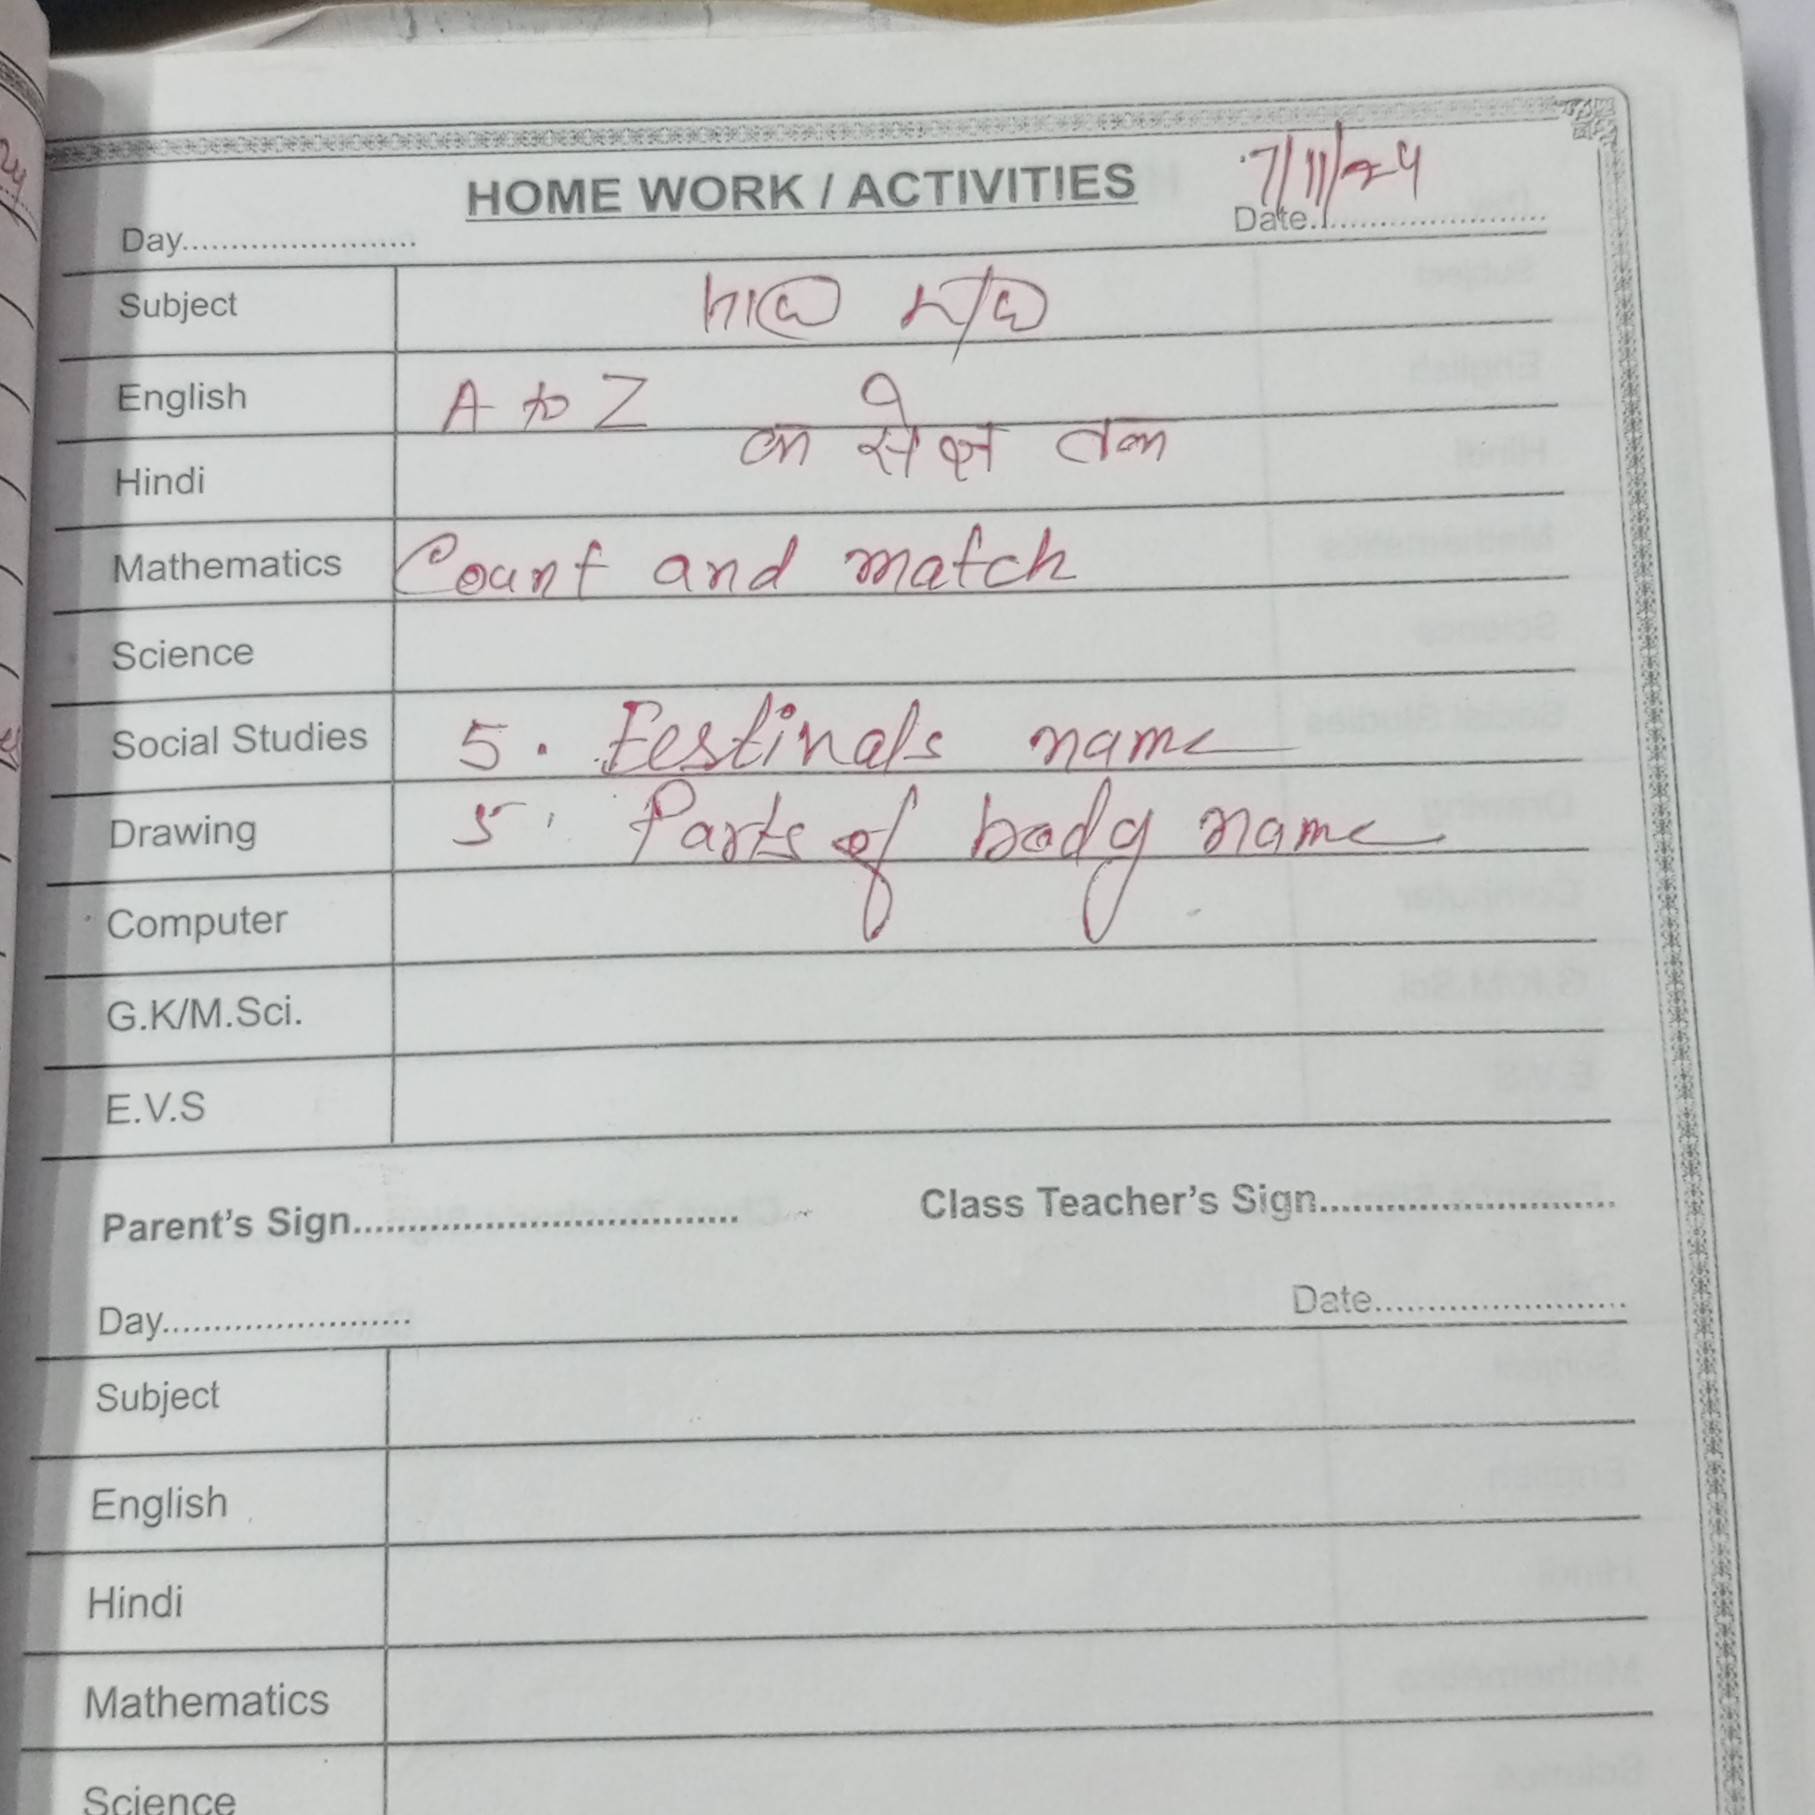 HOME WORK / ACTIVITIES
7/11/24
Day........................ Date.........................
Subject
English A to Z
Hindi क से ज्ञ तक
Mathematics Count and match
Science
Social Studies 5. Festivals name
Drawing 5. Parts of body name
Computer
G.K/M.Sci.
E.V.S
Parent's Sign................................... Class Teacher's Sign............................
Day........................ Date........................
Subject
English
Hindi
Mathematics
Science